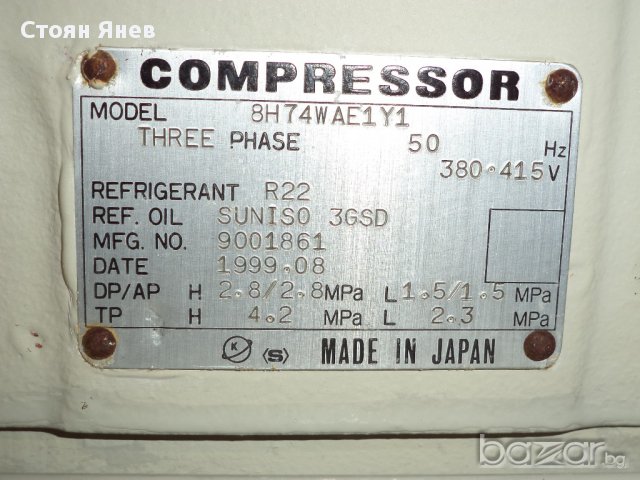 Стоян Янев
COMPRESSOR
MODEL 8H74WAE1Y1
THREE PHASE 50 Hz
380·415V
REFRIGERANT R22
REF. OIL SUNISO 3GSD
MFG. NO. 9001861
DATE 1999.08
DP/AP H 2.8/2.8MPa L 1.5/1.5 MPa
TP H 4.2 MPa L 2.3 MPa
K (S) MADE IN JAPAN
bazar.bg